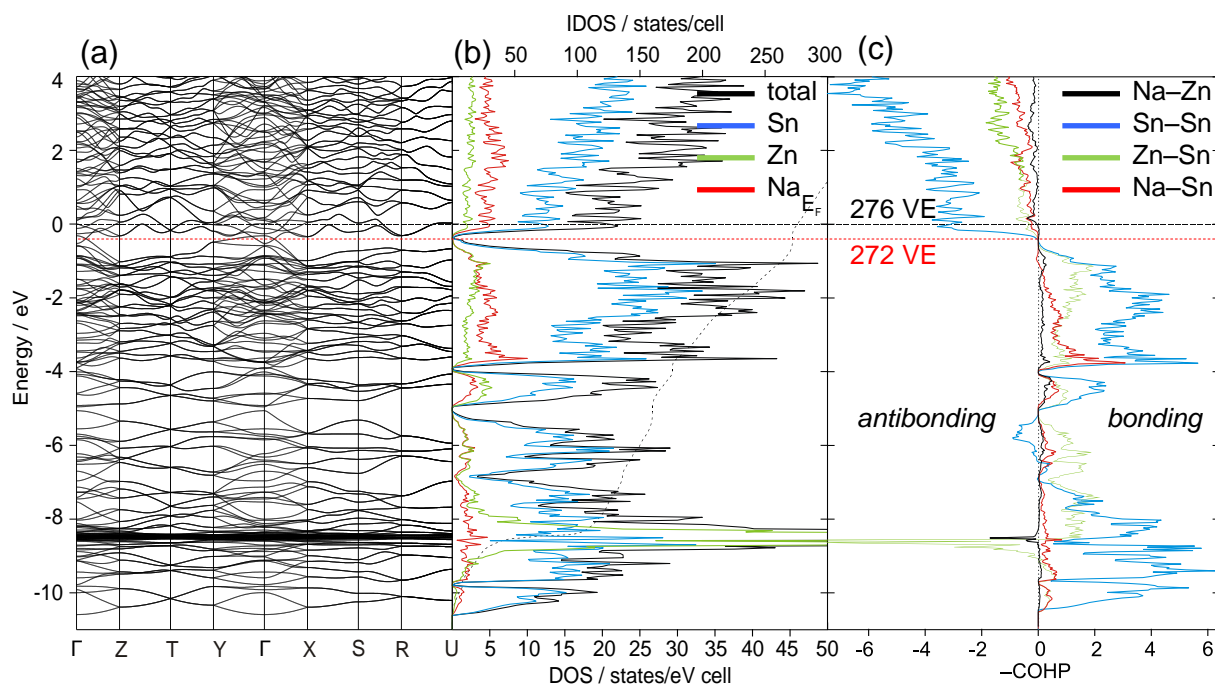 IDOS / states/cell
(a)
(b)
50 100 150 200 250 300
(c)
4
2
0
-2
-4
-6
-8
-10
Energy / eV
total
Sn
Zn
Na
E_F
276 VE
272 VE
Na–Zn
Sn–Sn
Zn–Sn
Na–Sn
antibonding
bonding
Γ Z T Y Γ X S R U
5 10 15 20 25 30 35 40 45 50
DOS / states/eV cell
-6 -4 -2 0 2 4 6
–COHP